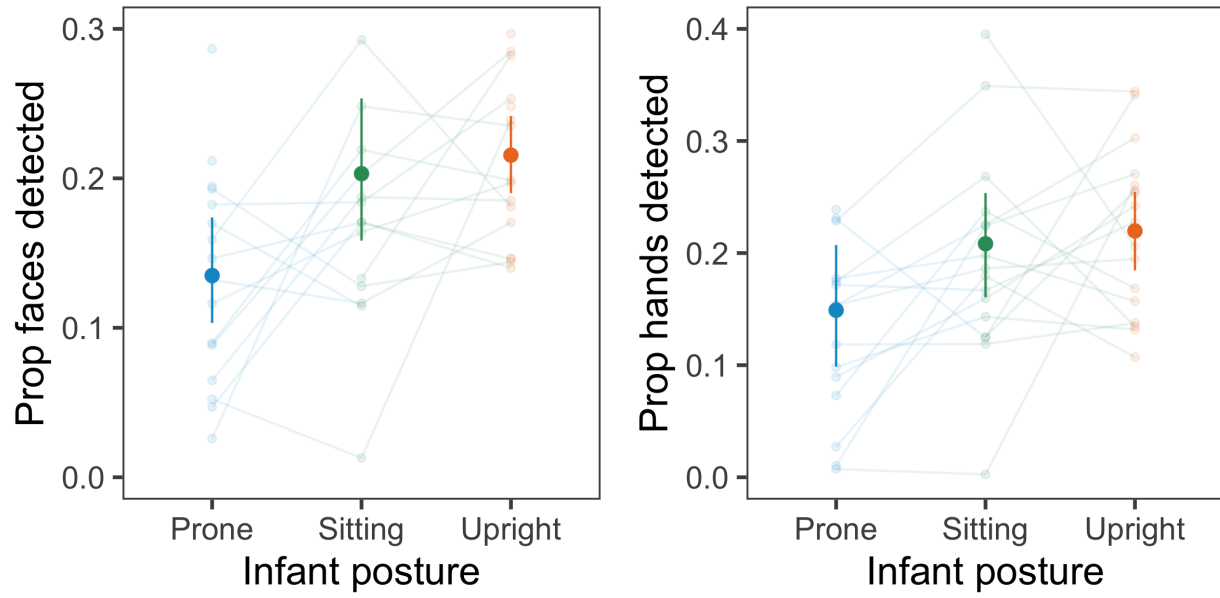 Prop faces detected
0.3
0.2
0.1
0.0
Prone Sitting Upright
Infant posture
Prop hands detected
0.4
0.3
0.2
0.1
0.0
Prone Sitting Upright
Infant posture